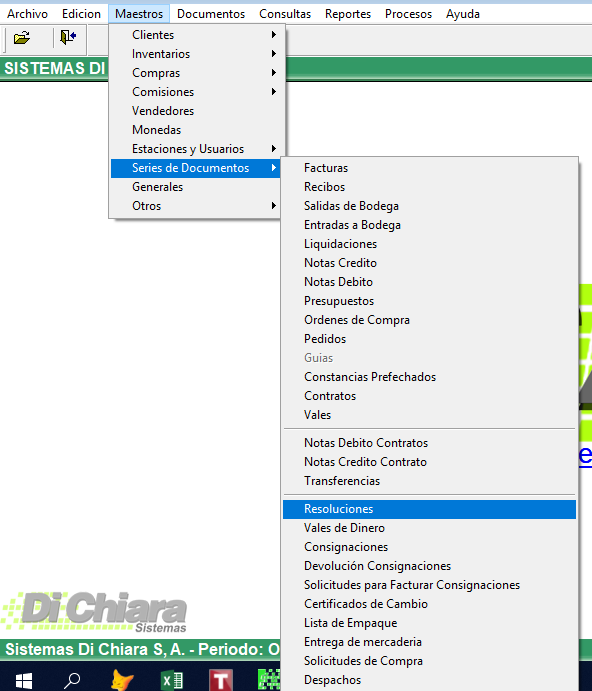 Archivo Edicion Maestros Documentos Consultas Reportes Procesos Ayuda
SISTEMAS DI
Clientes
Inventarios
Compras
Comisiones
Vendedores
Monedas
Estaciones y Usuarios
Series de Documentos
Generales
Otros
Facturas
Recibos
Salidas de Bodega
Entradas a Bodega
Liquidaciones
Notas Credito
Notas Debito
Presupuestos
Ordenes de Compra
Pedidos
Guias
Constancias Prefechados
Contratos
Vales
Notas Debito Contratos
Notas Credito Contrato
Transferencias
Resoluciones
Vales de Dinero
Consignaciones
Devolución Consignaciones
Solicitudes para Facturar Consignaciones
Certificados de Cambio
Lista de Empaque
Entrega de mercaderia
Solicitudes de Compra
Despachos
Di Chiara
Sistemas
Sistemas Di Chiara S, A. - Periodo: O